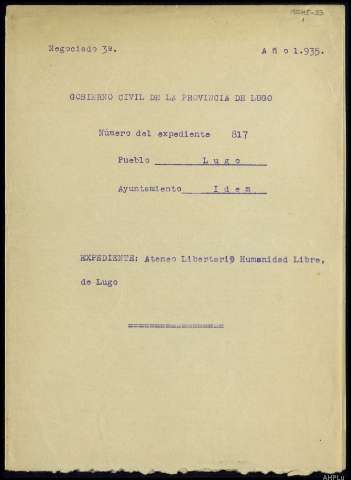 Negociado 3º. Año 1.935.
GOBIERNO CIVIL DE LA PROVINCIA DE LUGO
Número del expediente 817
Pueblo Lugo
Ayuntamiento Idem
EXPEDIENTE: Ateneo Libertario Humanidad Libre,
de Lugo
AHPLu